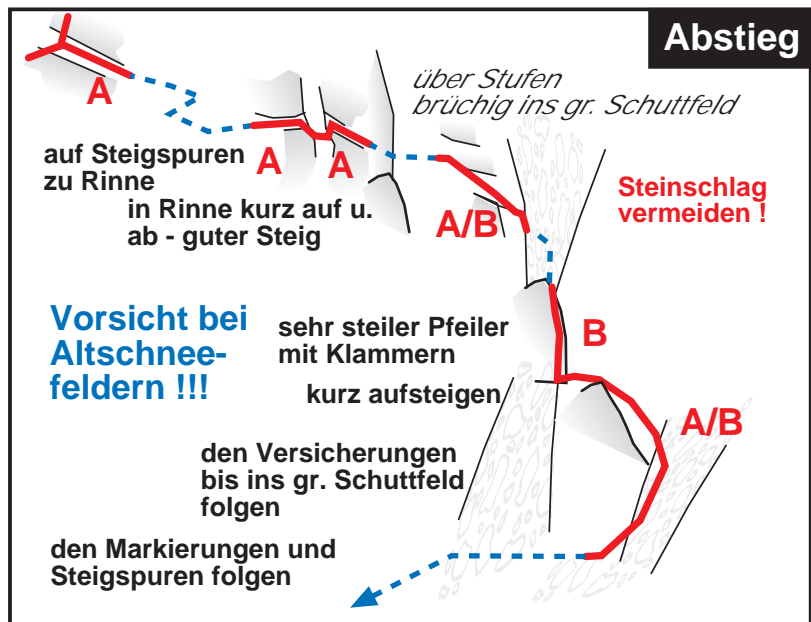 Abstieg
A
über Stufen
brüchig ins gr. Schuttfeld
auf Steigspuren
zu Rinne
A
A
in Rinne kurz auf u.
ab - guter Steig
A/B
Steinschlag
vermeiden !
Vorsicht bei
Altschnee-
feldern !!!
sehr steiler Pfeiler
mit Klammern
B
kurz aufsteigen
A/B
den Versicherungen
bis ins gr. Schuttfeld
folgen
den Markierungen und
Steigspuren folgen